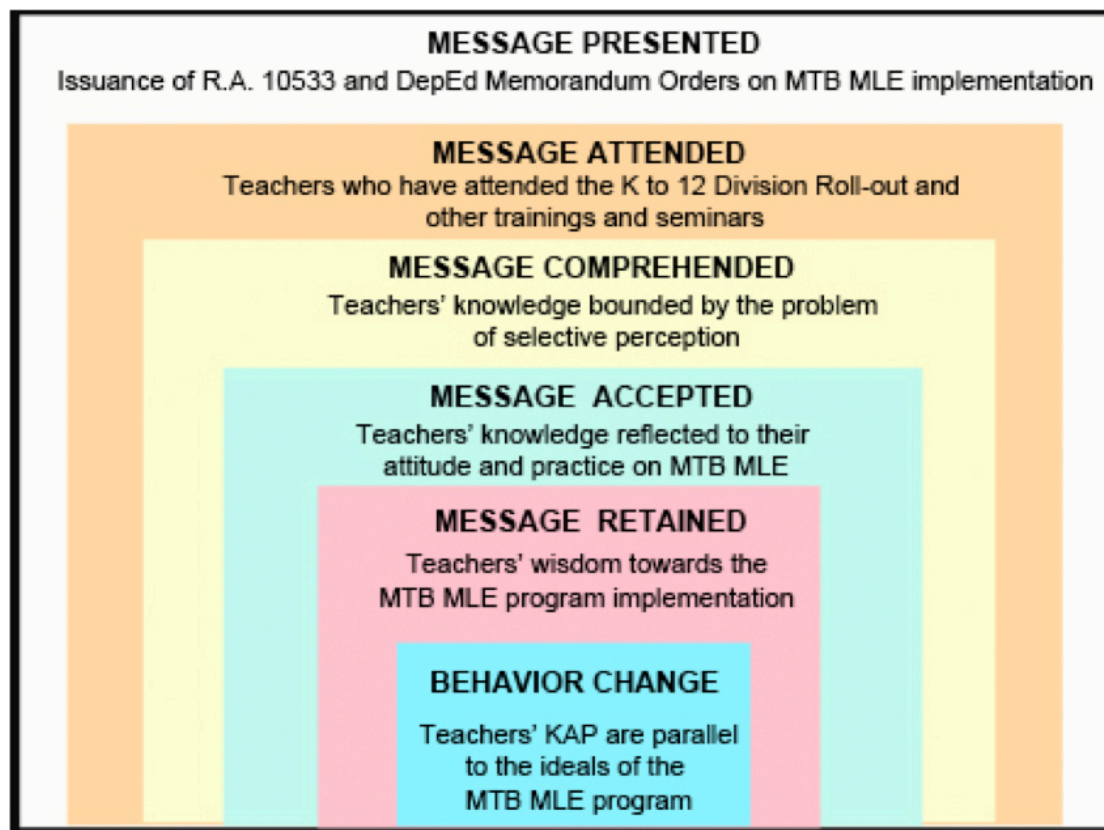 MESSAGE PRESENTED
Issuance of R.A. 10533 and DepEd Memorandum Orders on MTB MLE implementation
MESSAGE ATTENDED
Teachers who have attended the K to 12 Division Roll-out and
other trainings and seminars
MESSAGE COMPREHENDED
Teachers' knowledge bounded by the problem
of selective perception
MESSAGE ACCEPTED
Teachers' knowledge reflected to their
attitude and practice on MTB MLE
MESSAGE RETAINED
Teachers' wisdom towards the
MTB MLE program implementation
BEHAVIOR CHANGE
Teachers' KAP are parallel
to the ideals of the
MTB MLE program